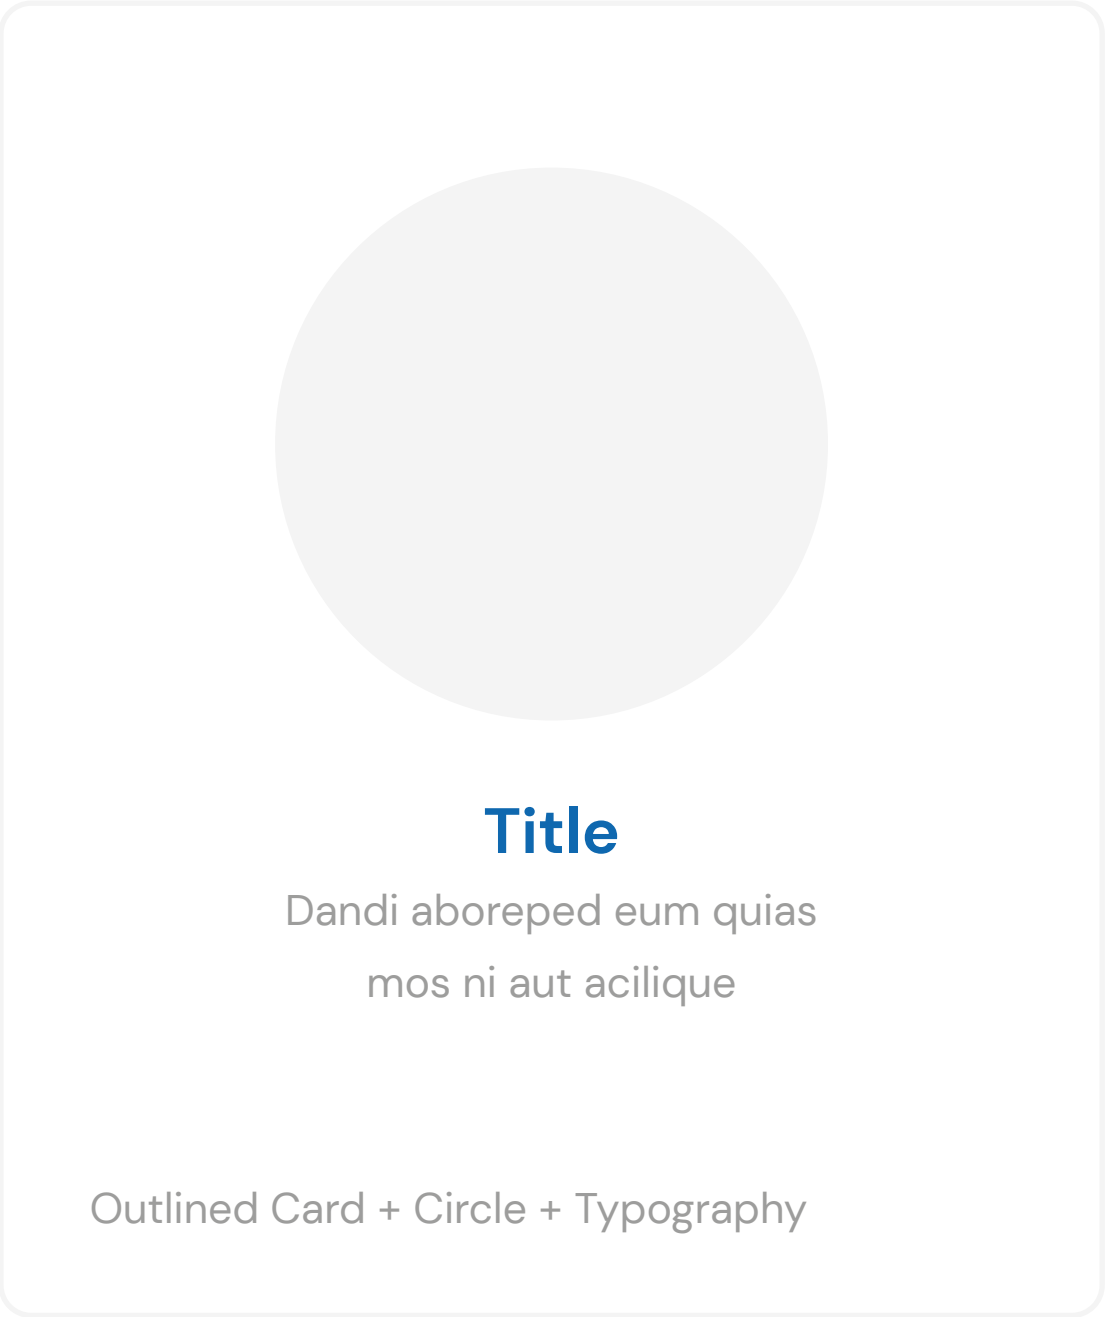 Title
Dandi aboreped eum quias
mos ni aut acilique
Outlined Card + Circle + Typography